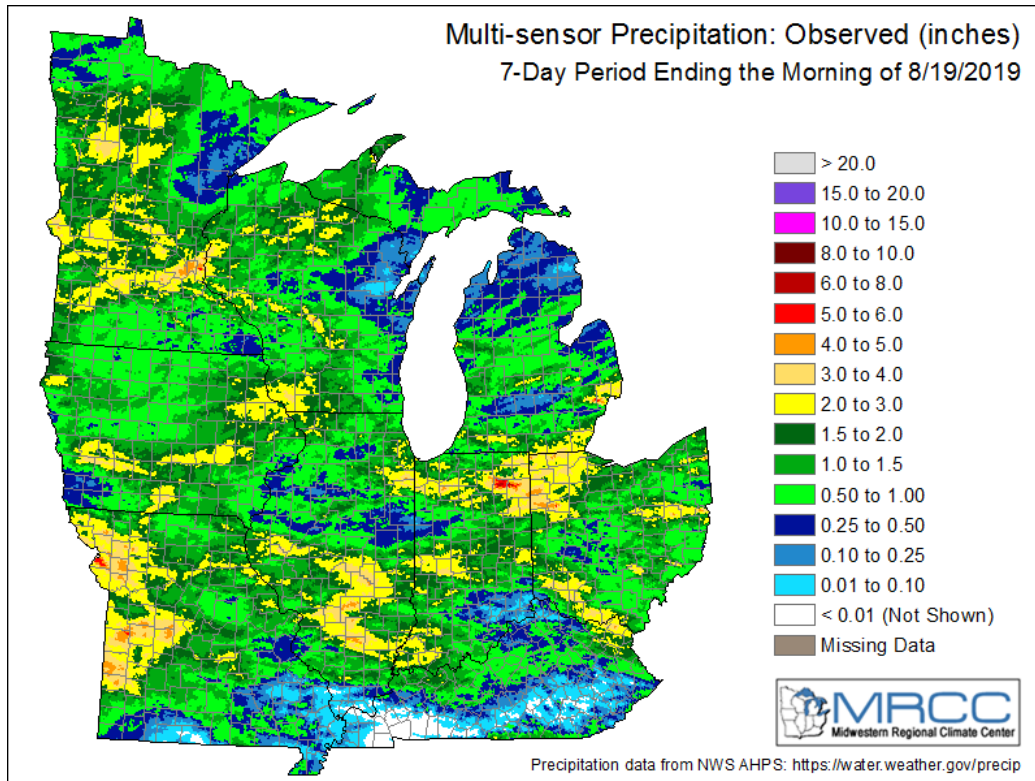 Multi-sensor Precipitation: Observed (inches)
7-Day Period Ending the Morning of 8/19/2019
> 20.0
15.0 to 20.0
10.0 to 15.0
8.0 to 10.0
6.0 to 8.0
5.0 to 6.0
4.0 to 5.0
3.0 to 4.0
2.0 to 3.0
1.5 to 2.0
1.0 to 1.5
0.50 to 1.00
0.25 to 0.50
0.10 to 0.25
0.01 to 0.10
< 0.01 (Not Shown)
Missing Data
MRCC
Midwestern Regional Climate Center
Precipitation data from NWS AHPS: https://water.weather.gov/precip